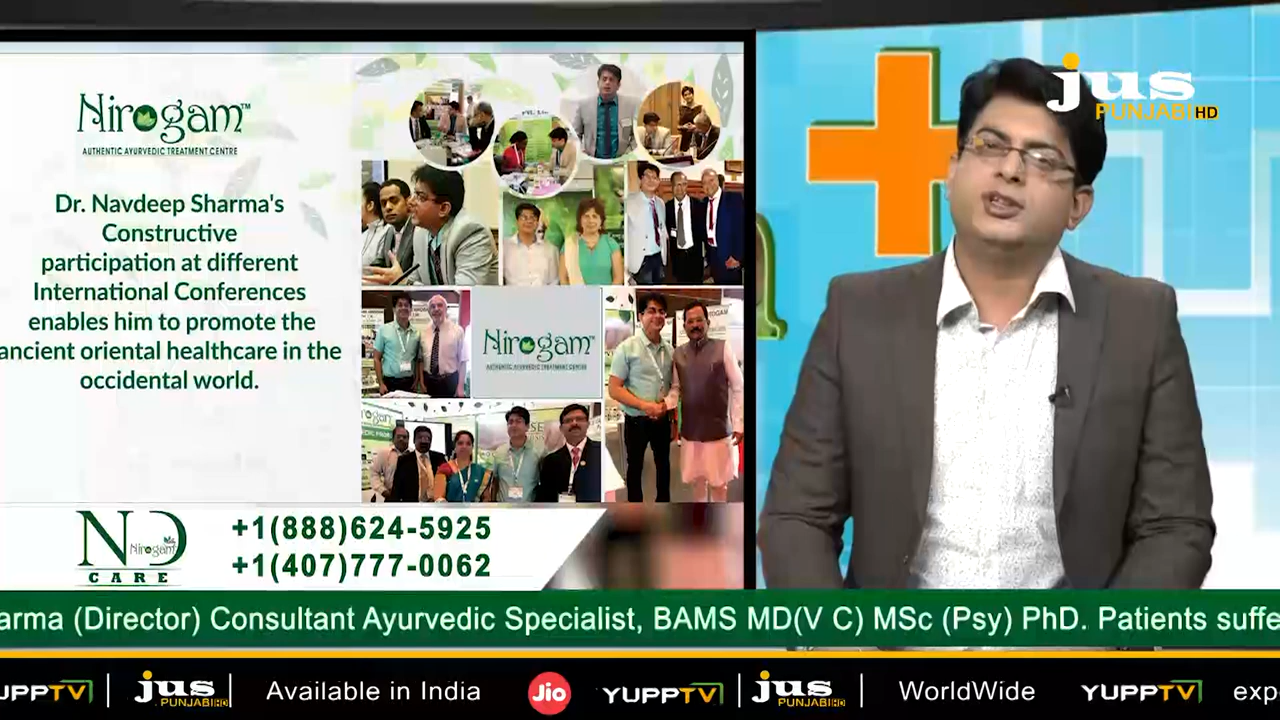 jus
PUNJABI HD
Nirogam™
AUTHENTIC AYURVEDIC TREATMENT CENTRE
Dr. Navdeep Sharma's
Constructive
participation at different
International Conferences
enables him to promote the
ancient oriental healthcare in the
occidental world.
Nirogam™
AUTHENTIC AYURVEDIC TREATMENT CENTRE
ND
Nirogam
CARE
+1(888)624-5925
+1(407)777-0062
arma (Director) Consultant Ayurvedic Specialist, BAMS MD(V C) MSc (Psy) PhD. Patients suffe
UPPTV jus PUNJABI HD Available in India Jio YUPPTV jus PUNJABI HD WorldWide YUPPTV exp